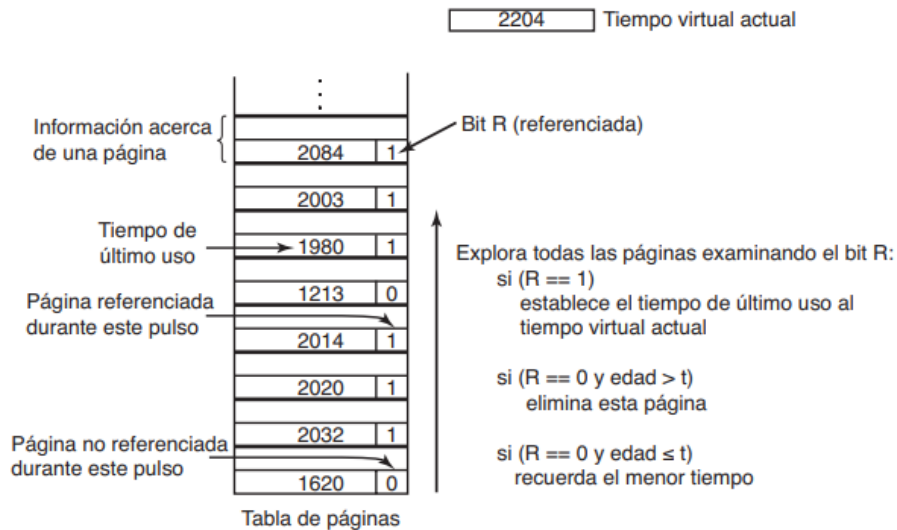 2204 Tiempo virtual actual
Información acerca
de una página
Bit R (referenciada)
2084 1
2003 1
Tiempo de
último uso
1980 1
1213 0
Página referenciada
durante este pulso
2014 1
2020 1
2032 1
Página no referenciada
durante este pulso
1620 0
Tabla de páginas
Explora todas las páginas examinando el bit R:
si (R == 1)
establece el tiempo de último uso al
tiempo virtual actual
si (R == 0 y edad > t)
elimina esta página
si (R == 0 y edad ≤ t)
recuerda el menor tiempo